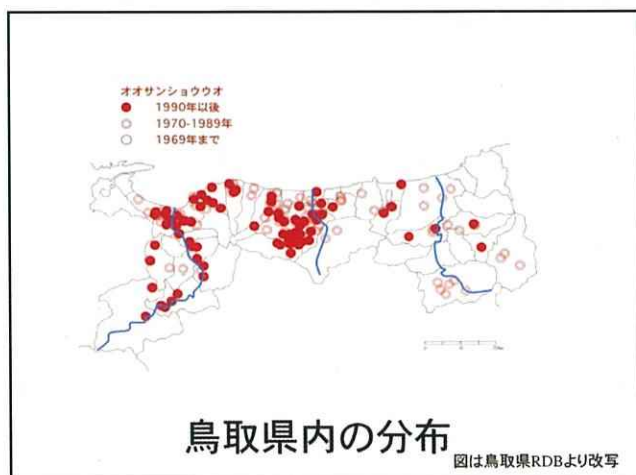 オオサンショウウオ
1990年以後
1970-1989年
1969年まで
鳥取県内の分布
図は鳥取県RDBより改写